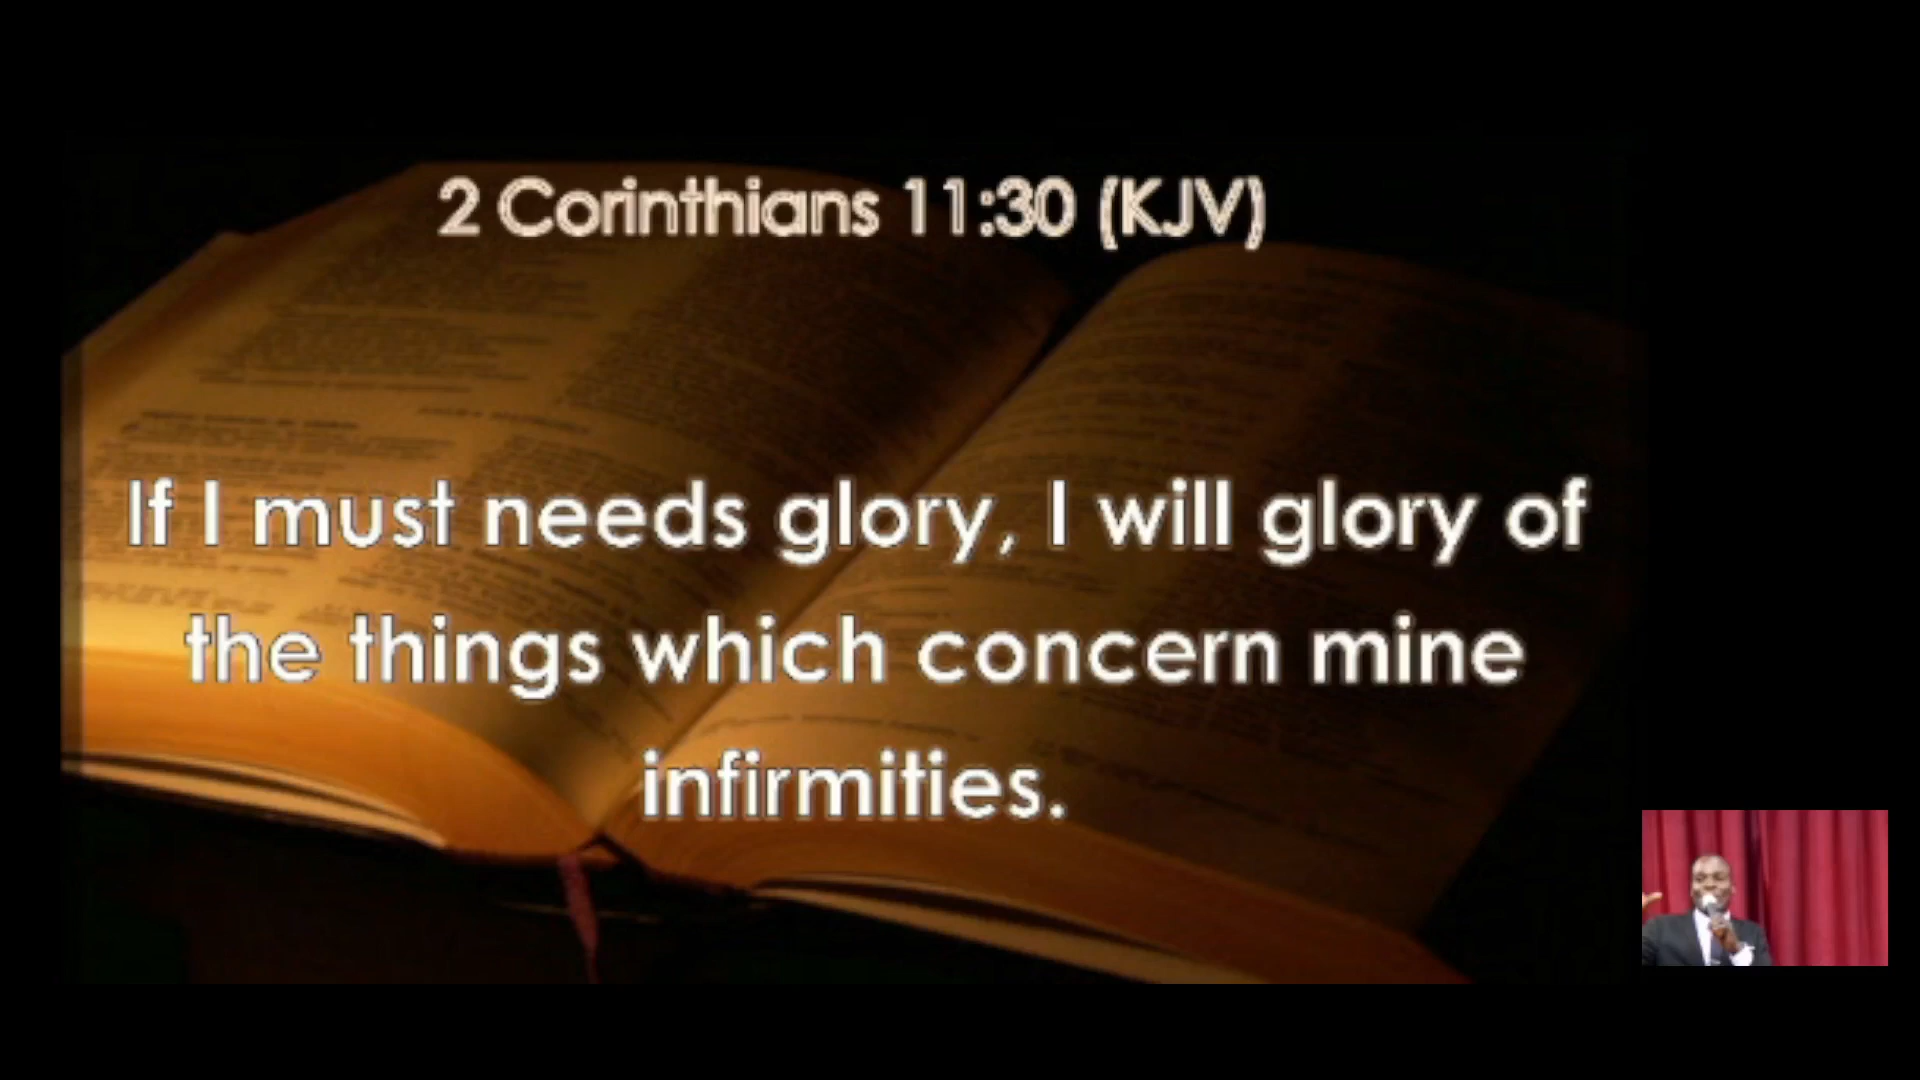 2 Corinthians 11:30 (KJV)
If I must needs glory, I will glory of
the things which concern mine
infirmities.